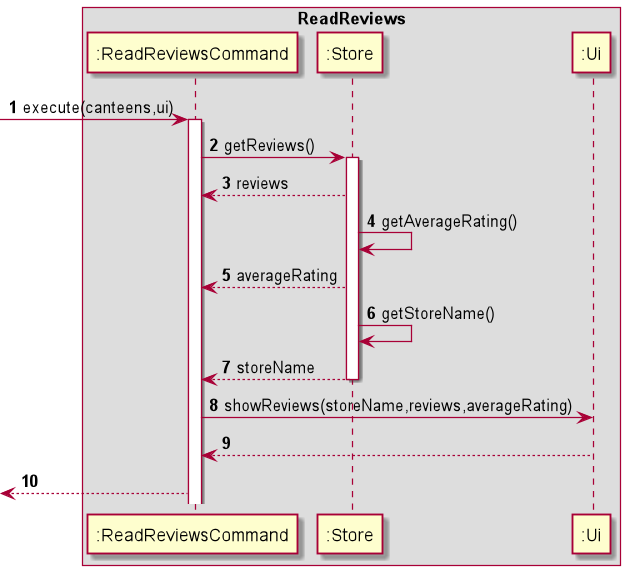 ReadReviews
:ReadReviewsCommand :Store :Ui
1 execute(canteens,ui)
2 getReviews()
3 reviews
4 getAverageRating()
5 averageRating
6 getStoreName()
7 storeName
8 showReviews(storeName,reviews,averageRating)
9
10
:ReadReviewsCommand :Store :Ui